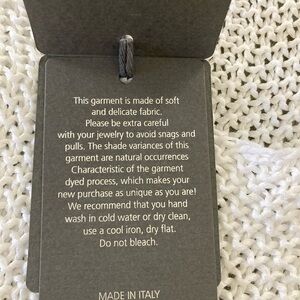 This garment is made of soft
and delicate fabric.
Please be extra careful
with your jewelry to avoid snags and
pulls. The shade variances of this
garment are natural occurrences
Characteristic of the garment
dyed process, which makes your
new purchase as unique as you are!
We recommend that you hand
wash in cold water or dry clean,
use a cool iron, dry flat.
Do not bleach.
MADE IN ITALY